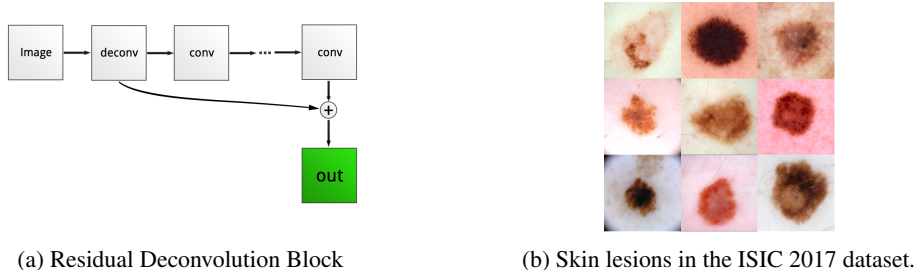 Image deconv conv ... conv
+
out
(a) Residual Deconvolution Block
(b) Skin lesions in the ISIC 2017 dataset.